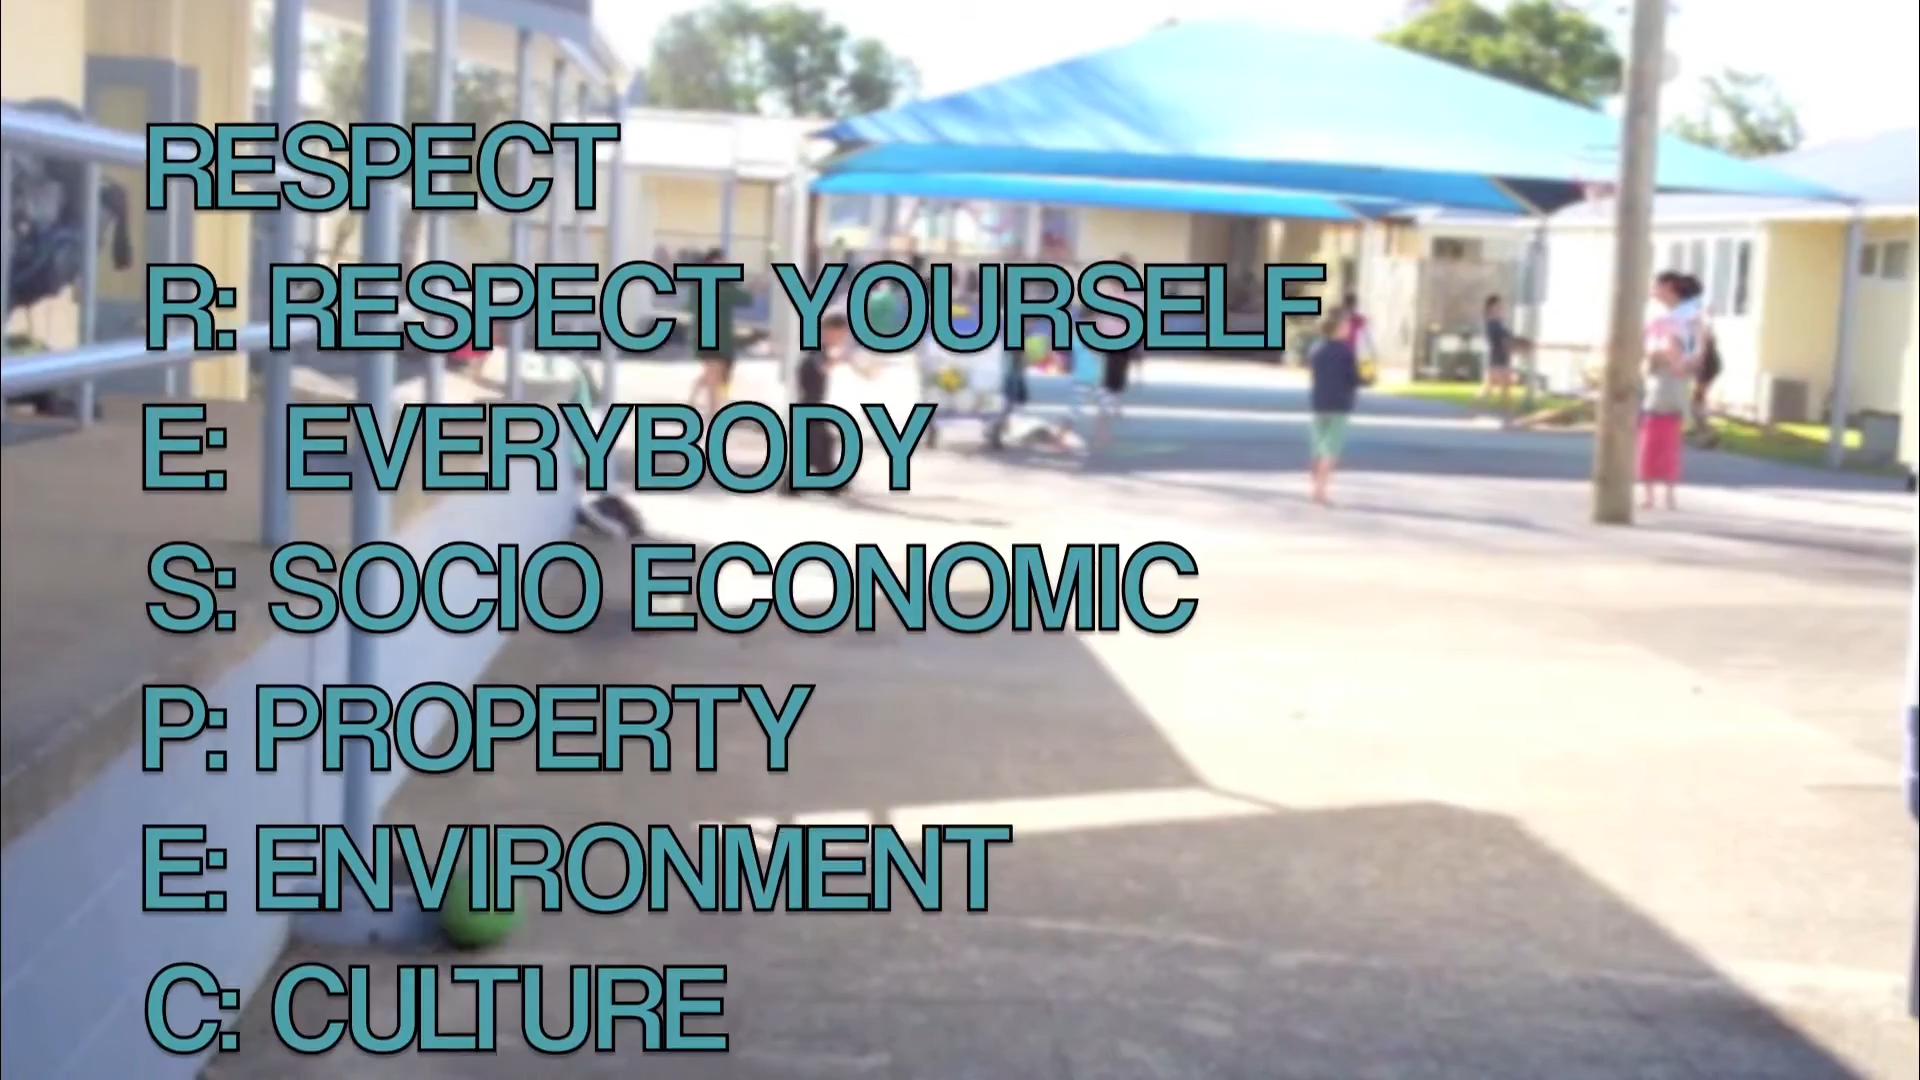 RESPECT
R: RESPECT YOURSELF
E: EVERYBODY
S: SOCIO ECONOMIC
P: PROPERTY
E: ENVIRONMENT
C: CULTURE